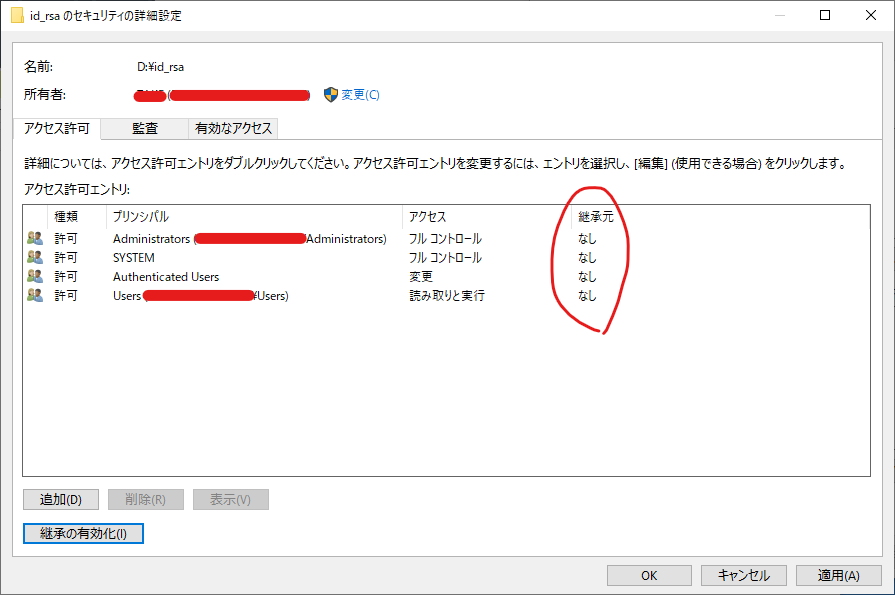 id_rsa のセキュリティの詳細設定
名前: D:¥id_rsa
所有者: ( ) 変更(C)
アクセス許可 監査 有効なアクセス
詳細については、アクセス許可エントリをダブルクリックしてください。アクセス許可エントリを変更するには、エントリを選択し、[編集] (使用できる場合) をクリックします。
アクセス許可エントリ:
種類 プリンシパル アクセス 継承元
許可 Administrators ( ¥Administrators) フル コントロール なし
許可 SYSTEM フル コントロール なし
許可 Authenticated Users 変更 なし
許可 Users ( ¥Users) 読み取りと実行 なし
追加(D) 削除(R) 表示(V)
継承の有効化(I)
OK キャンセル 適用(A)